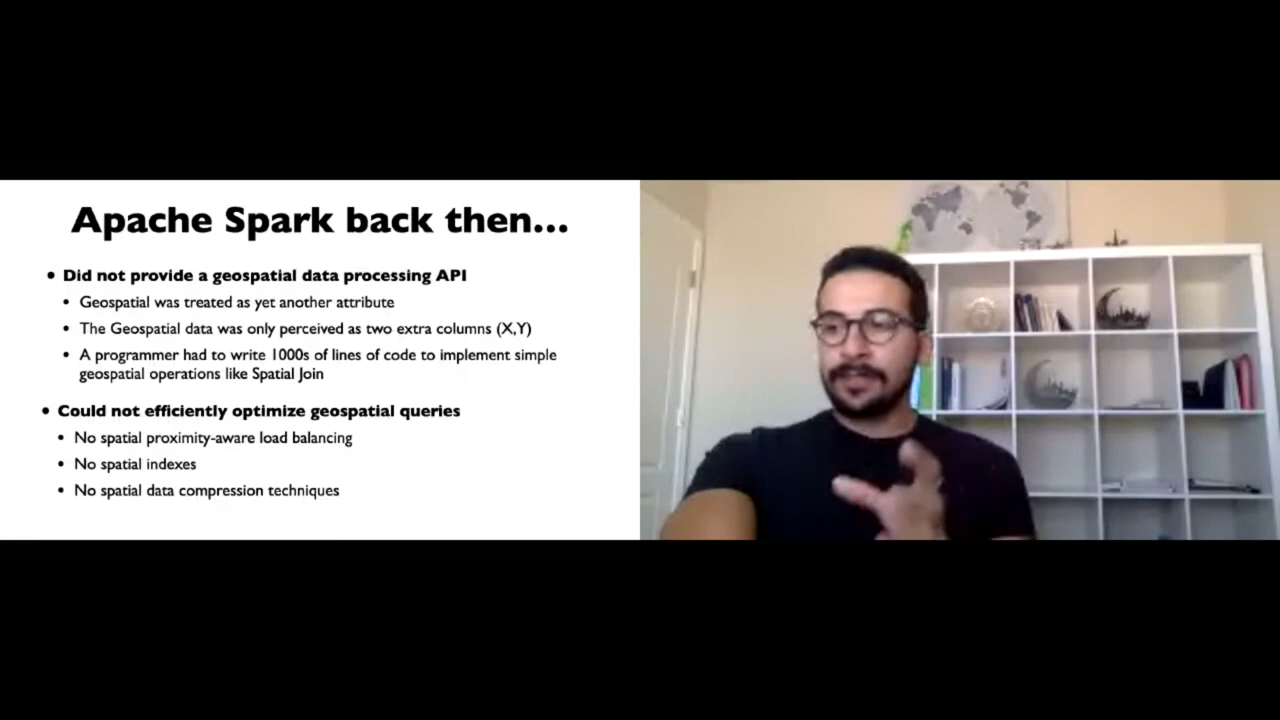 Apache Spark back then...
• Did not provide a geospatial data processing API
• Geospatial was treated as yet another attribute
• The Geospatial data was only perceived as two extra columns (X,Y)
• A programmer had to write 1000s of lines of code to implement simple
geospatial operations like Spatial Join
• Could not efficiently optimize geospatial queries
• No spatial proximity-aware load balancing
• No spatial indexes
• No spatial data compression techniques